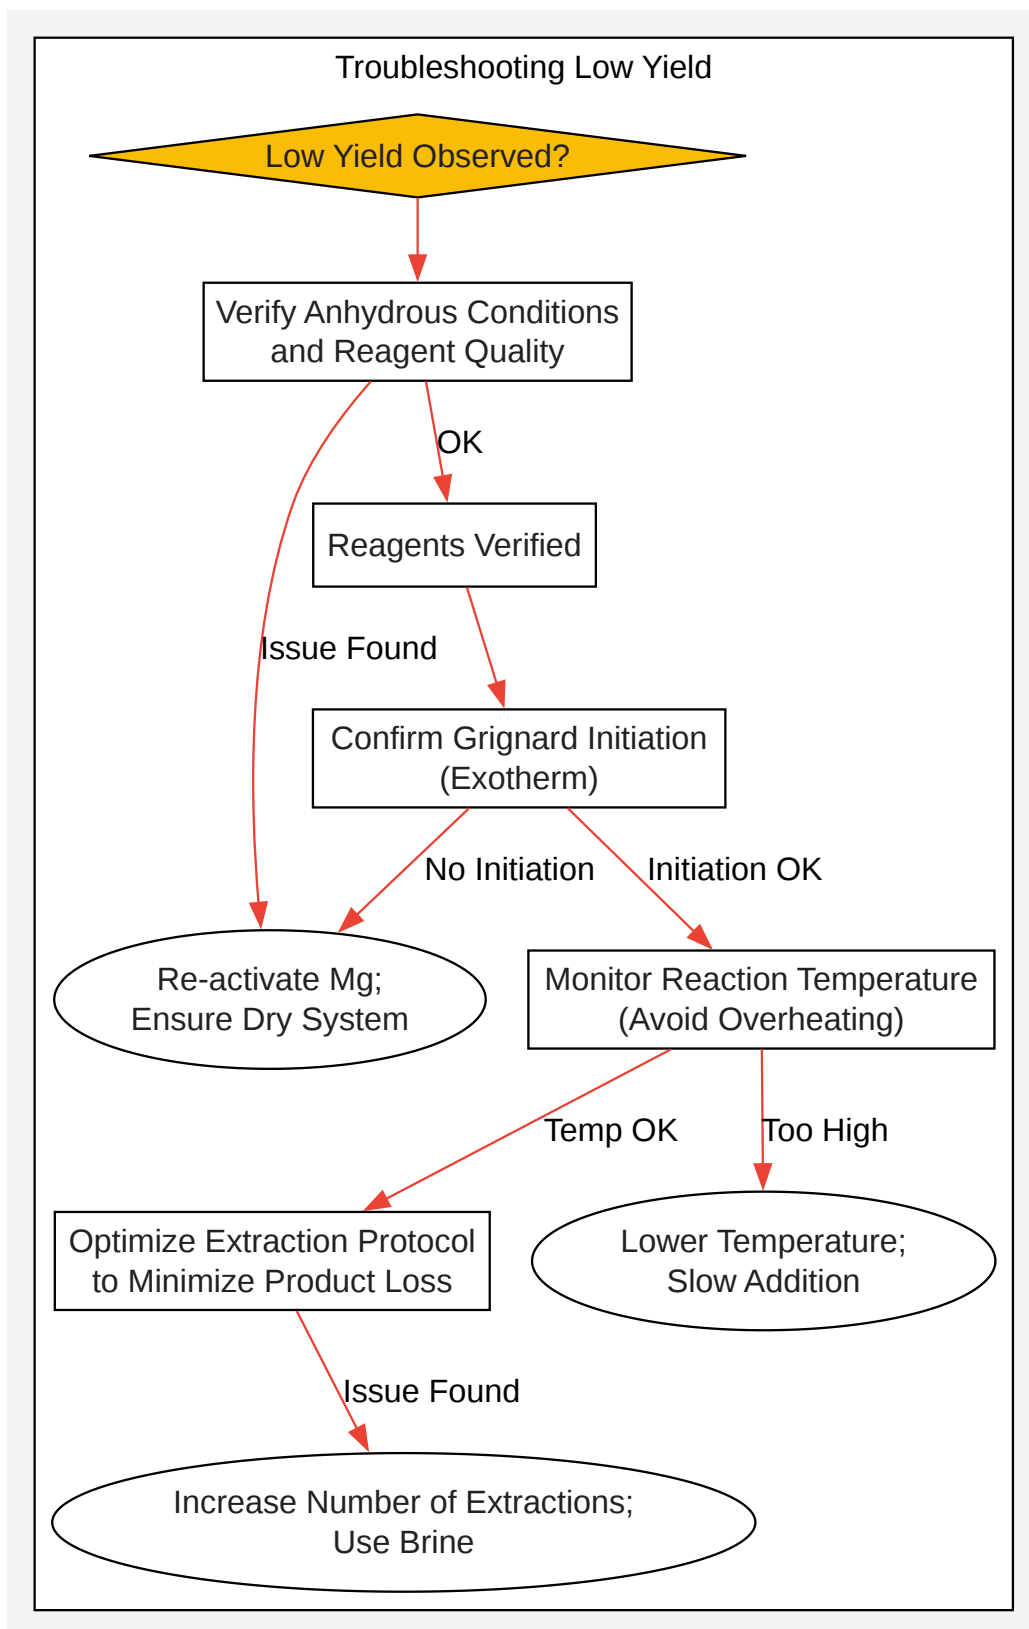 Troubleshooting Low Yield
Low Yield Observed?
Verify Anhydrous Conditions
and Reagent Quality
OK
Reagents Verified
Issue Found
Confirm Grignard Initiation
(Exotherm)
No Initiation
Initiation OK
Re-activate Mg;
Ensure Dry System
Monitor Reaction Temperature
(Avoid Overheating)
Temp OK
Too High
Optimize Extraction Protocol
to Minimize Product Loss
Lower Temperature;
Slow Addition
Issue Found
Increase Number of Extractions;
Use Brine